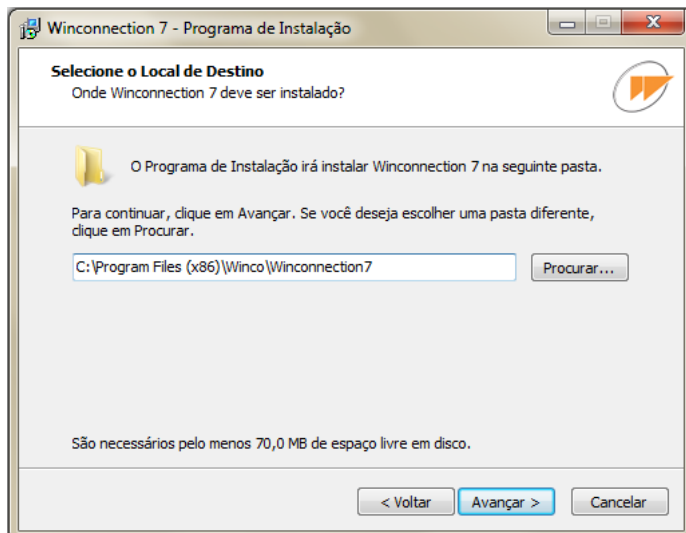 Winconnection 7 - Programa de Instalação
Selecione o Local de Destino
Onde Winconnection 7 deve ser instalado?
O Programa de Instalação irá instalar Winconnection 7 na seguinte pasta.
Para continuar, clique em Avançar. Se você deseja escolher uma pasta diferente,
clique em Procurar.
C:\Program Files (x86)\Winco\Winconnection7
Procurar...
São necessários pelo menos 70,0 MB de espaço livre em disco.
< Voltar
Avançar >
Cancelar